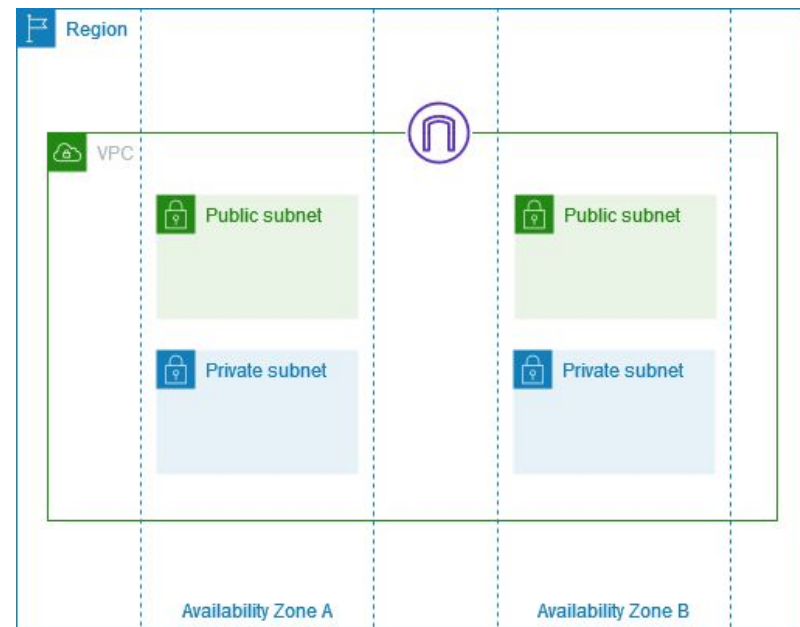 Region
VPC
Public subnet
Public subnet
Private subnet
Private subnet
Availability Zone A
Availability Zone B